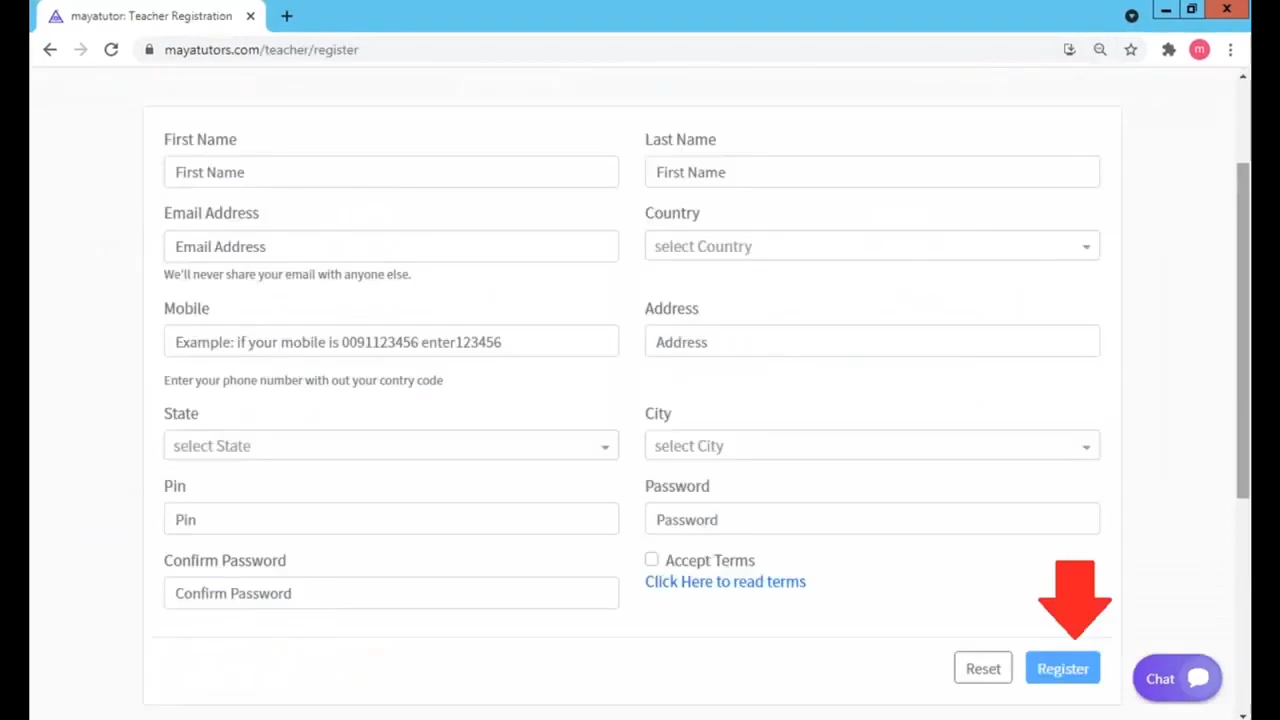 mayatutor: Teacher Registration
mayatutors.com/teacher/register
m
First Name
Last Name
First Name
First Name
Email Address
Country
Email Address
select Country
We'll never share your email with anyone else.
Mobile
Address
Example: if your mobile is 0091123456 enter123456
Address
Enter your phone number with out your contry code
State
City
select State
select City
Pin
Password
Pin
Password
Confirm Password
Accept Terms
Click Here to read terms
Confirm Password
Reset
Register
Chat